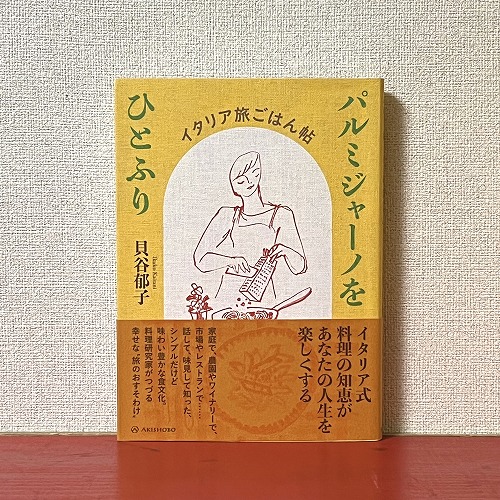 パルミジャーノを
ひとふり
イタリア旅ごはん帖
貝谷郁子
Ikuko Kaitani
イタリア式
料理の知恵が
あなたの人生を
楽しくする
家庭で、農園やワイナリーで、
市場やレストランで……
話して、味見して知った、
シンプルだけど
味わい豊かな食文化。
料理研究家がつづる
幸せな“旅のおすそわけ”
AKISHOBO